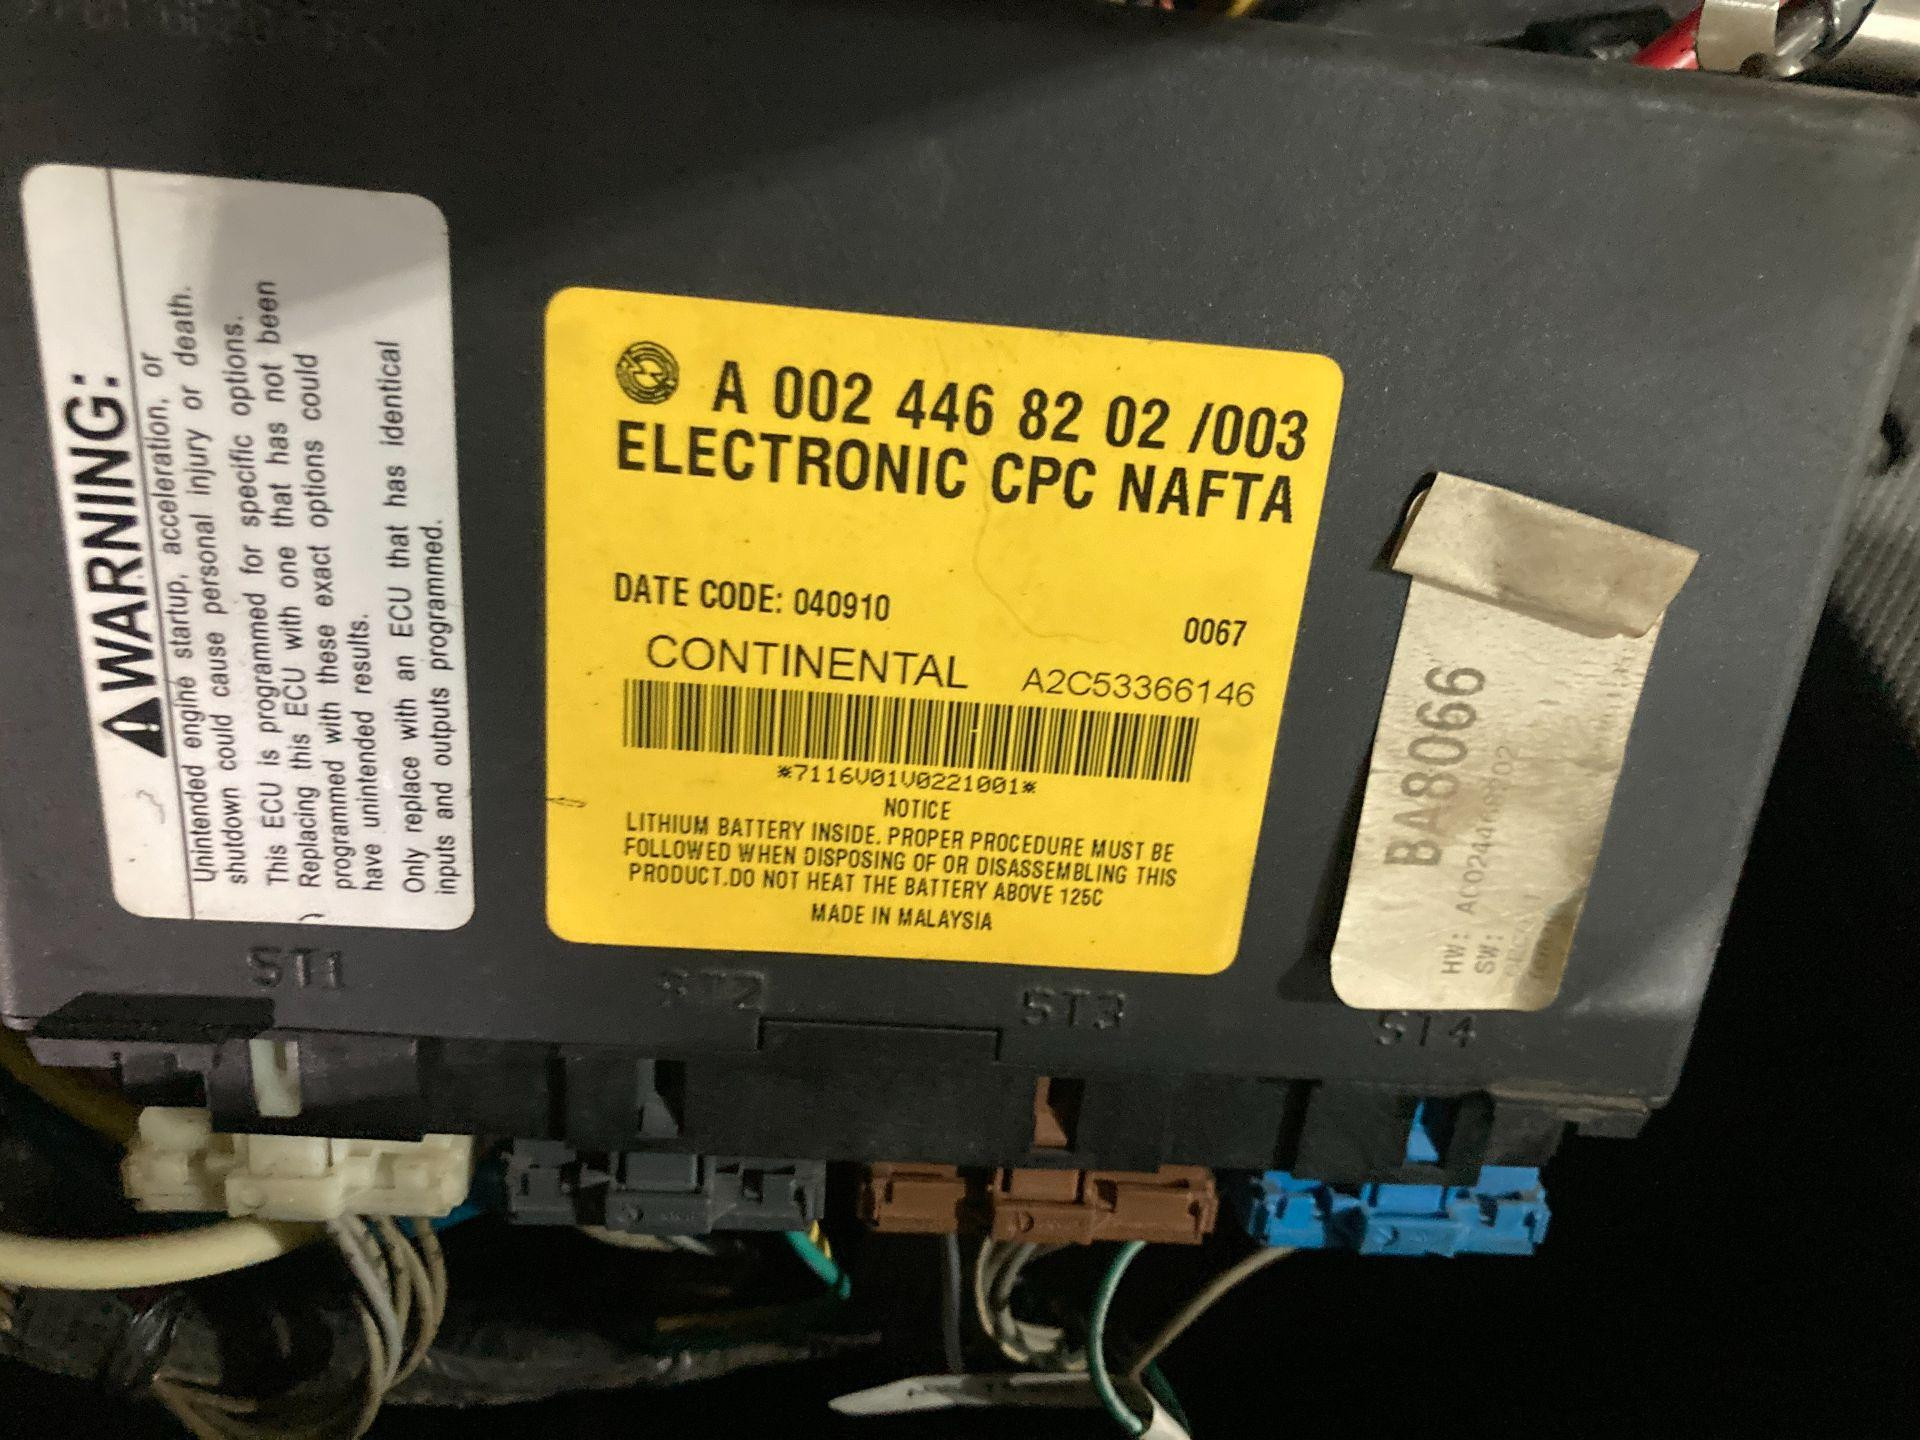 WARNING:
Unintended engine startup, acceleration, or
shutdown could cause personal injury or death.
This ECU is programmed for specific options.
Replacing this ECU with one that has not been
programmed with these exact options could
have unintended results.
Only replace with an ECU that has identical
inputs and outputs programmed.
A 002 446 82 02 /003
ELECTRONIC CPC NAFTA
DATE CODE: 040910
0067
CONTINENTAL A2C53366146
*7116V01V0221001*
NOTICE
LITHIUM BATTERY INSIDE. PROPER PROCEDURE MUST BE
FOLLOWED WHEN DISPOSING OF OR DISASSEMBLING THIS
PRODUCT.DO NOT HEAT THE BATTERY ABOVE 125C
MADE IN MALAYSIA
BA8066
HW:
SW:
ST1
ST2
ST3
ST4